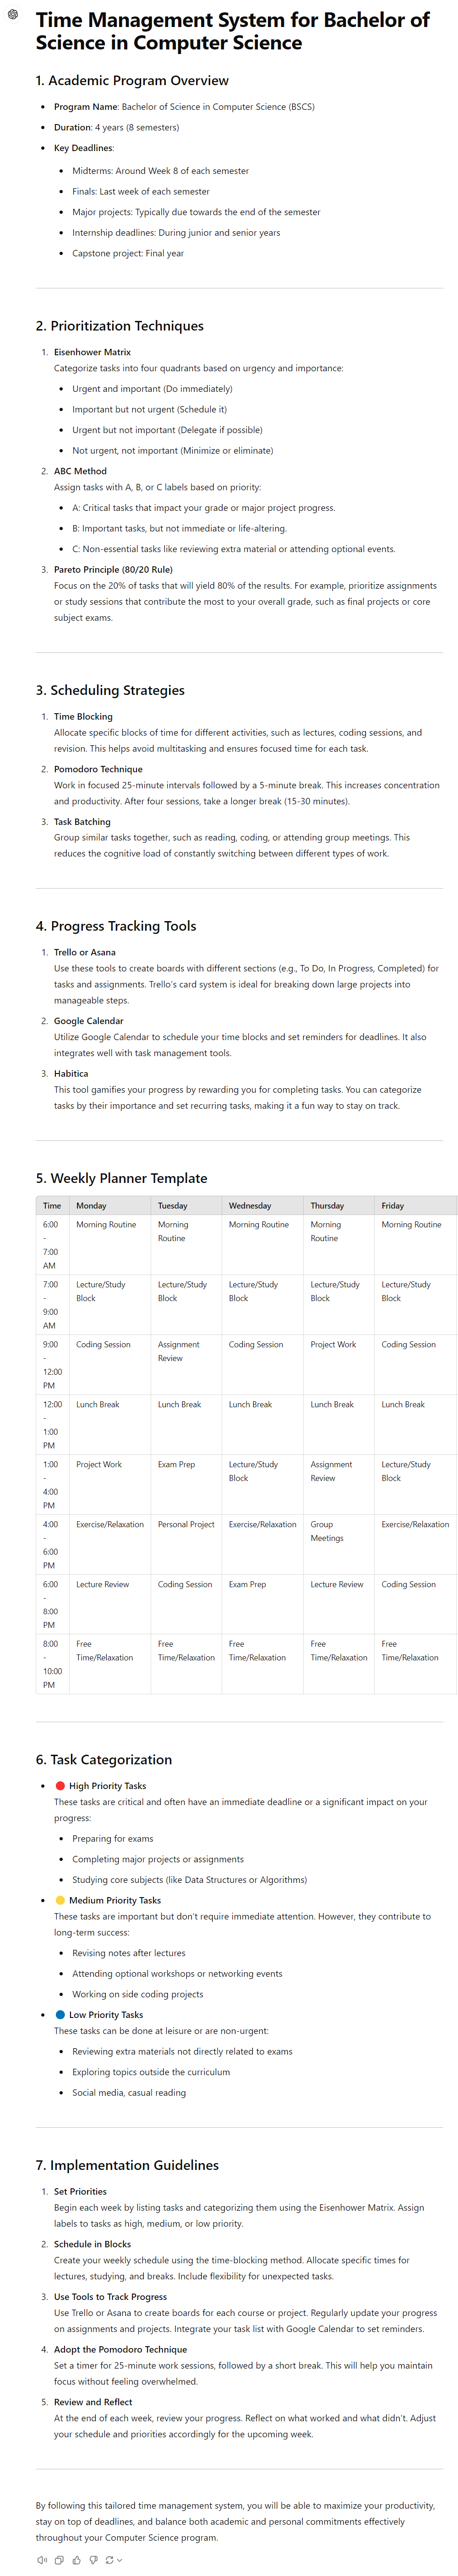 Time Management System for Bachelor of
Science in Computer Science
1. Academic Program Overview
• Program Name: Bachelor of Science in Computer Science (BSCS)
• Duration: 4 years (8 semesters)
• Key Deadlines:
• Midterms: Around Week 8 of each semester
• Finals: Last week of each semester
• Major projects: Typically due towards the end of the semester
• Internship deadlines: During junior and senior years
• Capstone project: Final year
2. Prioritization Techniques
1. Eisenhower Matrix
Categorize tasks into four quadrants based on urgency and importance:
• Urgent and important (Do immediately)
• Important but not urgent (Schedule it)
• Urgent but not important (Delegate if possible)
• Not urgent, not important (Minimize or eliminate)
2. ABC Method
Assign tasks with A, B, or C labels based on priority:
• A: Critical tasks that impact your grade or major project progress.
• B: Important tasks, but not immediate or life-altering.
• C: Non-essential tasks like reviewing extra material or attending optional events.
3. Pareto Principle (80/20 Rule)
Focus on the 20% of tasks that will yield 80% of the results. For example, prioritize assignments
or study sessions that contribute the most to your overall grade, such as final projects or core
subject exams.
3. Scheduling Strategies
1. Time Blocking
Allocate specific blocks of time for different activities, such as lectures, coding sessions, and
revision. This helps avoid multitasking and ensures focused time for each task.
2. Pomodoro Technique
Work in focused 25-minute intervals followed by a 5-minute break. This increases concentration
and productivity. After four sessions, take a longer break (15-30 minutes).
3. Task Batching
Group similar tasks together, such as reading, coding, or attending group meetings. This
reduces the cognitive load of constantly switching between different types of work.
4. Progress Tracking Tools
1. Trello or Asana
Use these tools to create boards with different sections (e.g., To Do, In Progress, Completed) for
tasks and assignments. Trello's card system is ideal for breaking down large projects into
manageable steps.
2. Google Calendar
Utilize Google Calendar to schedule your time blocks and set reminders for deadlines. It also
integrates well with task management tools.
3. Habitica
This tool gamifies your progress by rewarding you for completing tasks. You can categorize
tasks by their importance and set recurring tasks, making it a fun way to stay on track.
5. Weekly Planner Template
Time Monday Tuesday Wednesday Thursday Friday
6:00 - 7:00 AM Morning Routine Morning Routine Morning Routine Morning Routine Morning Routine
7:00 - 9:00 AM Lecture/Study Block Lecture/Study Block Lecture/Study Block Lecture/Study Block Lecture/Study Block
9:00 - 12:00 PM Coding Session Assignment Review Coding Session Project Work Coding Session
12:00 - 1:00 PM Lunch Break Lunch Break Lunch Break Lunch Break Lunch Break
1:00 - 4:00 PM Project Work Exam Prep Lecture/Study Block Assignment Review Lecture/Study Block
4:00 - 6:00 PM Exercise/Relaxation Personal Project Exercise/Relaxation Group Meetings Exercise/Relaxation
6:00 - 8:00 PM Lecture Review Coding Session Exam Prep Lecture Review Coding Session
8:00 - 10:00 PM Free Time/Relaxation Free Time/Relaxation Free Time/Relaxation Free Time/Relaxation Free Time/Relaxation
6. Task Categorization
• 🔴 High Priority Tasks
These tasks are critical and often have an immediate deadline or a significant impact on your
progress:
• Preparing for exams
• Completing major projects or assignments
• Studying core subjects (like Data Structures or Algorithms)
• 🟡 Medium Priority Tasks
These tasks are important but don't require immediate attention. However, they contribute to
long-term success:
• Revising notes after lectures
• Attending optional workshops or networking events
• Working on side coding projects
• 🔵 Low Priority Tasks
These tasks can be done at leisure or are non-urgent:
• Reviewing extra materials not directly related to exams
• Exploring topics outside the curriculum
• Social media, casual reading
7. Implementation Guidelines
1. Set Priorities
Begin each week by listing tasks and categorizing them using the Eisenhower Matrix. Assign
labels to tasks as high, medium, or low priority.
2. Schedule in Blocks
Create your weekly schedule using the time-blocking method. Allocate specific times for
lectures, studying, and breaks. Include flexibility for unexpected tasks.
3. Use Tools to Track Progress
Use Trello or Asana to create boards for each course or project. Regularly update your progress
on assignments and projects. Integrate your task list with Google Calendar to set reminders.
4. Adopt the Pomodoro Technique
Set a timer for 25-minute work sessions, followed by a short break. This will help you maintain
focus without feeling overwhelmed.
5. Review and Reflect
At the end of each week, review your progress. Reflect on what worked and what didn't. Adjust
your schedule and priorities accordingly for the upcoming week.
By following this tailored time management system, you will be able to maximize your productivity,
stay on top of deadlines, and balance both academic and personal commitments effectively
throughout your Computer Science program.